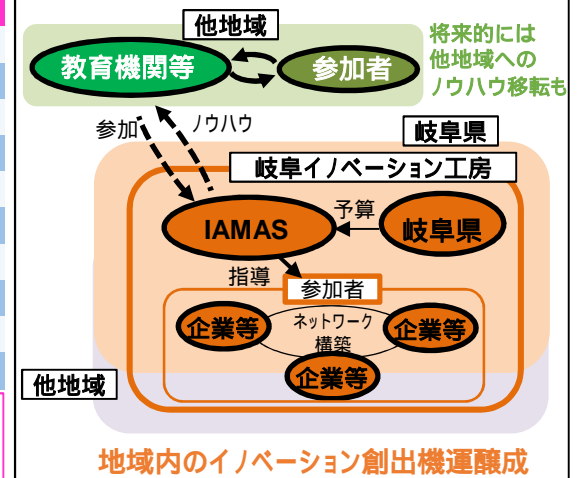 他地域
教育機関等
参加者
将来的には
他地域への
ノウハウ移転も
参加
ノウハウ
岐阜県
岐阜イノベーション工房
IAMAS
予算
岐阜県
指導
参加者
企業等
ネットワーク
構築
企業等
企業等
他地域
地域内のイノベーション創出機運醸成